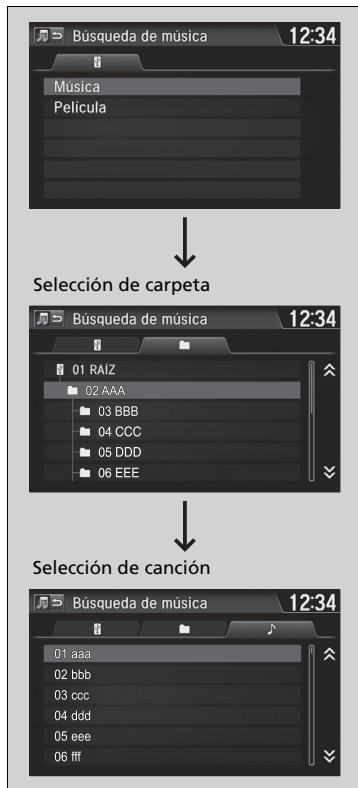 Búsqueda de música 12:34
Música
Película
Selección de carpeta
Búsqueda de música 12:34
01 RAÍZ
02 AAA
03 BBB
04 CCC
05 DDD
06 EEE
Selección de canción
Búsqueda de música 12:34
01 aaa
02 bbb
03 ccc
04 ddd
05 eee
06 fff